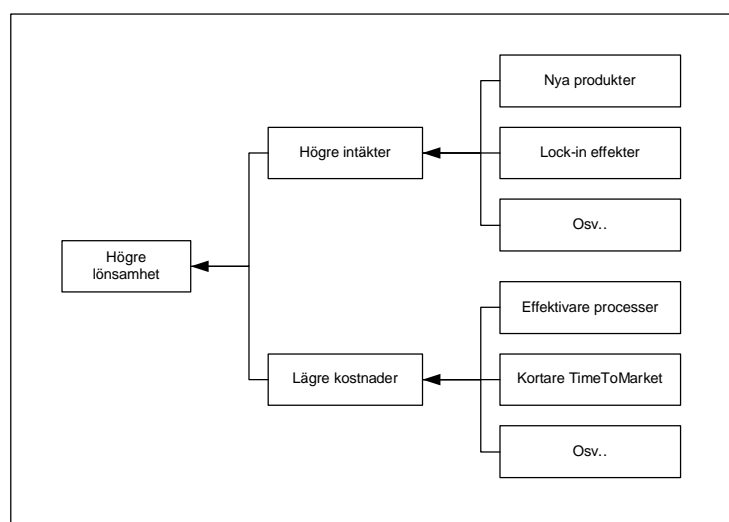 Nya produkter
Högre intäkter
Lock-in effekter
Osv..
Högre
lönsamhet
Effektivare processer
Lägre kostnader
Kortare TimeToMarket
Osv..